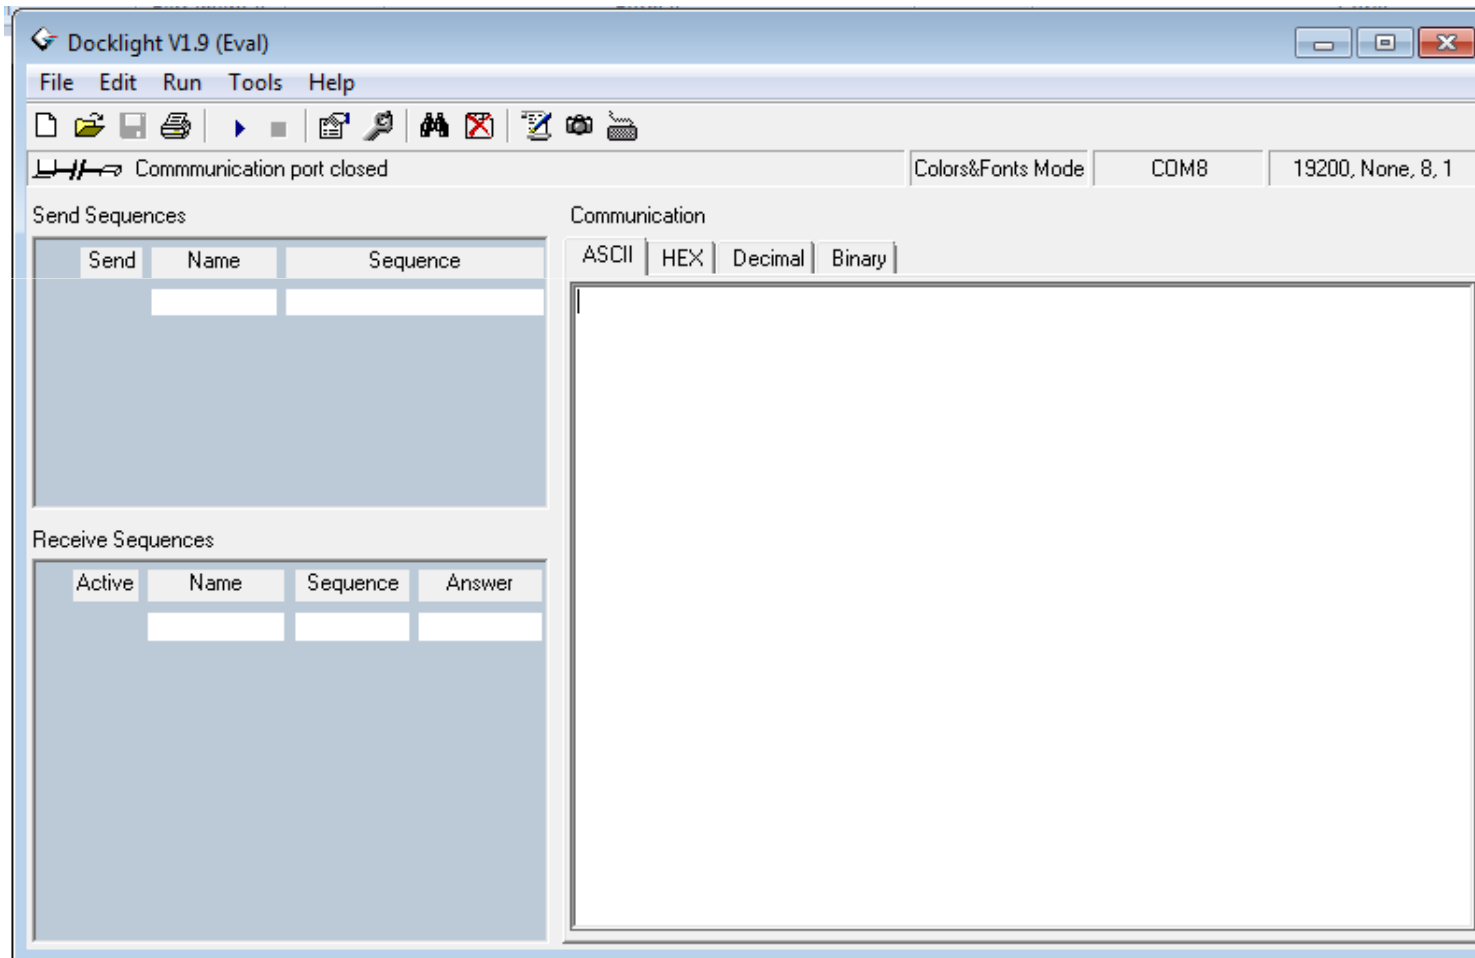 Docklight V1.9 (Eval)
File Edit Run Tools Help
Commmunication port closed Colors&Fonts Mode COM8 19200, None, 8, 1
Send Sequences
Send Name Sequence
Communication
ASCII HEX Decimal Binary
Receive Sequences
Active Name Sequence Answer